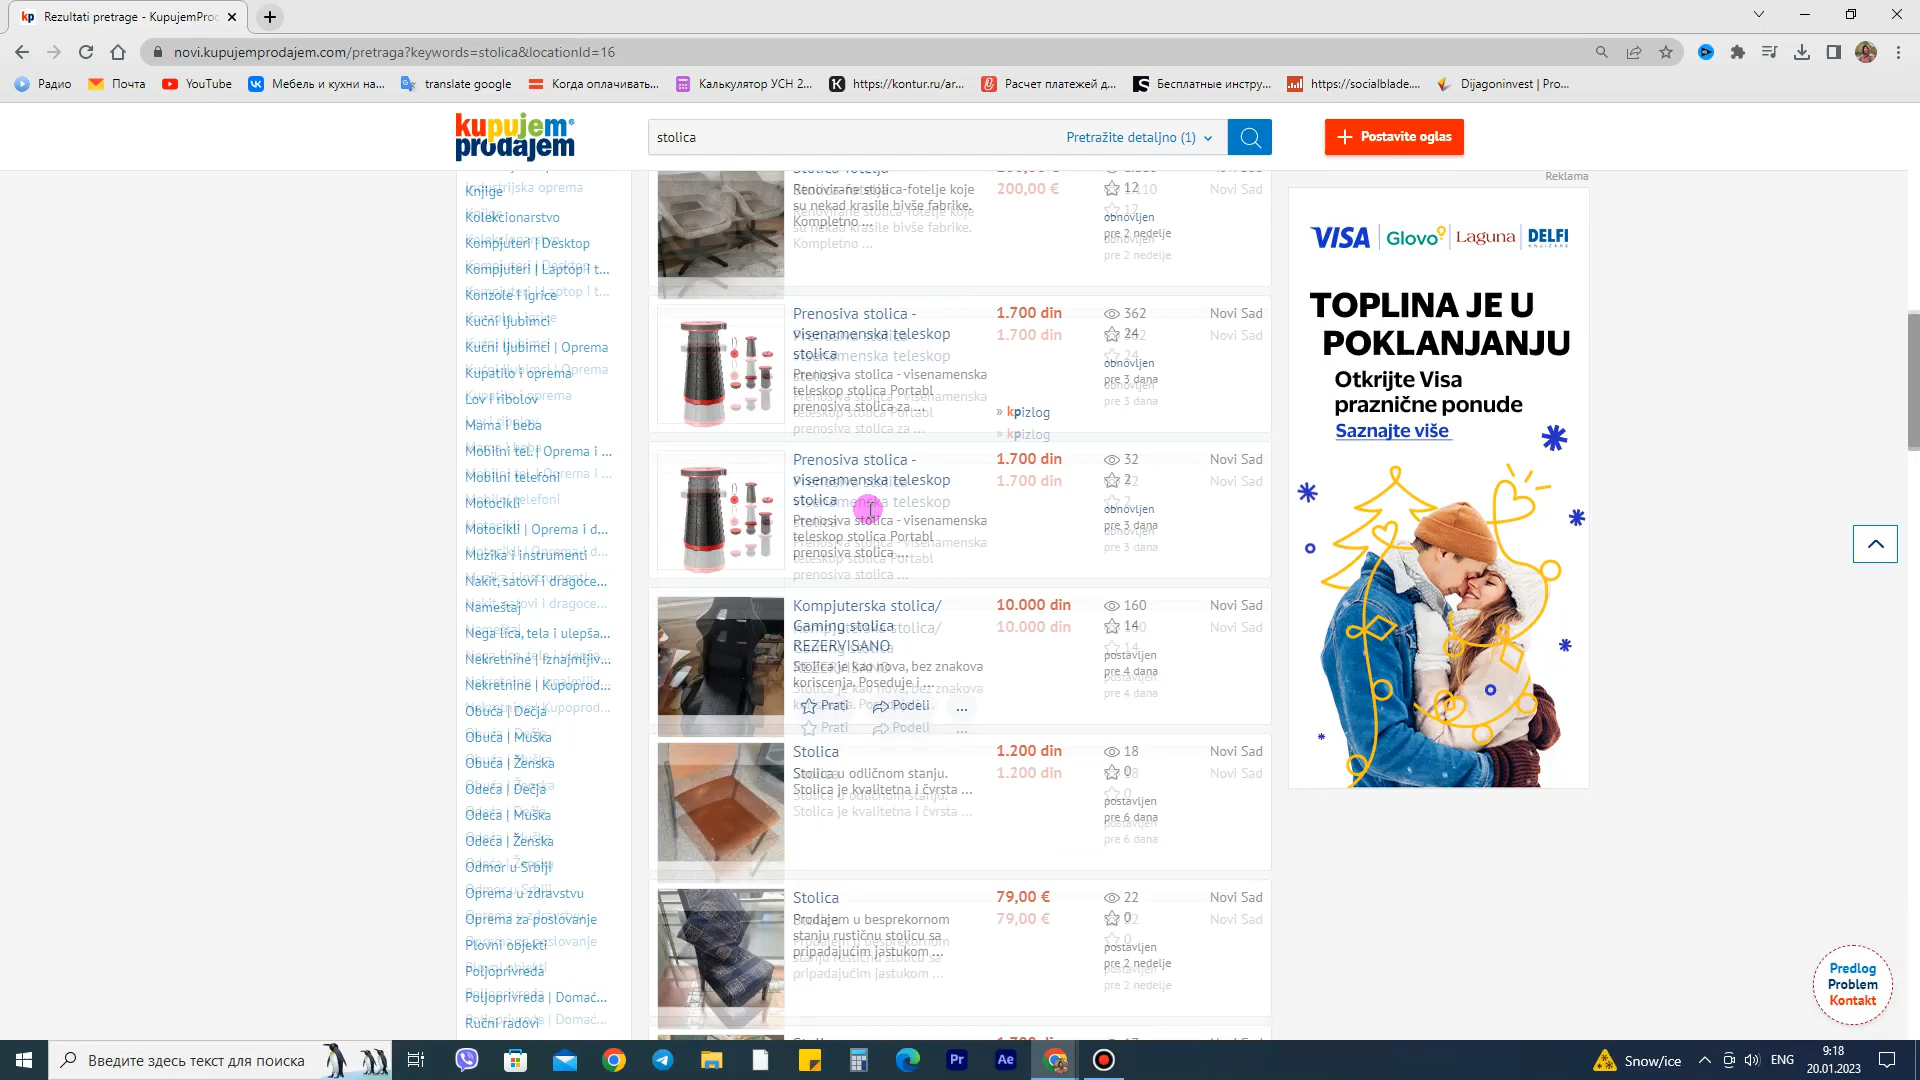 Rezultati pretrage - KupujemProd
novi.kupujemprodajem.com/pretraga?keywords=stolica&locationId=16
Радио
Почта
YouTube
Мебель и кухни на...
translate google
Когда оплачивать...
Калькулятор УСН 2...
https://kontur.ru/ar...
Расчет платежей д...
Бесплатные инстру...
https://socialblade....
Dijagoninvest | Pro...
kupujem
prodajem
stolica
Pretražite detaljno (1)
Postavite oglas
Knjige
Kolekcionarstvo
Kompjuteri | Desktop
Kompjuteri | Laptop i t...
Konzole i igrice
Kućni ljubimci
Kućni ljubimci | Oprema
Kupatilo i oprema
Lov i ribolov
Mama i beba
Mobilni tel. | Oprema i ...
Mobilni telefoni
Motocikli
Motocikli | Oprema i d...
Muzika i instrumenti
Nakit, satovi i dragoce...
Nameštaj
Nega lica, tela i ulepša...
Nekretnine | Iznajmljiv...
Nekretnine | Kupoprod...
Obuća | Dečja
Obuća | Muška
Obuća | Ženska
Odeća | Dečja
Odeća | Muška
Odeća | Ženska
Odmor u Srbiji
Oprema u zdravstvu
Oprema za poslovanje
Plovni objekti
Poljoprivreda
Poljoprivreda | Domać...
Ručni radovi
Renovirane stolica-fotelje koje
su nekad krasile bivše fabrike.
Kompletno ...
200,00 €
12
Novi Sad
obnovljen
pre 2 nedelje
Prenosiva stolica -
visenamenska teleskop
stolica
Prenosiva stolica - visenamenska
teleskop stolica Portabl
prenosiva stolica za ...
1.700 din
» kpizlog
362
24
obnovljen
pre 3 dana
Novi Sad
Prenosiva stolica -
visenamenska teleskop
stolica
Prenosiva stolica - visenamenska
teleskop stolica Portabl
prenosiva stolica ...
1.700 din
32
2
obnovljen
pre 3 dana
Novi Sad
Kompjuterska stolica/
Gaming stolica
REZERVISANO
Stolica je kao nova, bez znakova
koriscenja. Poseduje i ...
Prati
Podeli
...
10.000 din
160
14
postavljen
pre 4 dana
Novi Sad
Stolica
Stolica u odličnom stanju.
Stolica je kvalitetna i čvrsta ...
1.200 din
18
0
postavljen
pre 6 dana
Novi Sad
Stolica
Prodajem u besprekornom
stanju rustičnu stolicu sa
pripadajućim jastukom ...
79,00 €
22
0
postavljen
pre 2 nedelje
Novi Sad
Reklama
VISA
Glovo
Laguna
DELFI
KNJIŽARE
TOPLINA JE U
POKLANJANJU
Otkrijte Visa
praznične ponude
Saznajte više
Predlog
Problem
Kontakt
Введите здесь текст для поиска
Pr
Ae
Snow/ice
ENG
9:18
20.01.2023